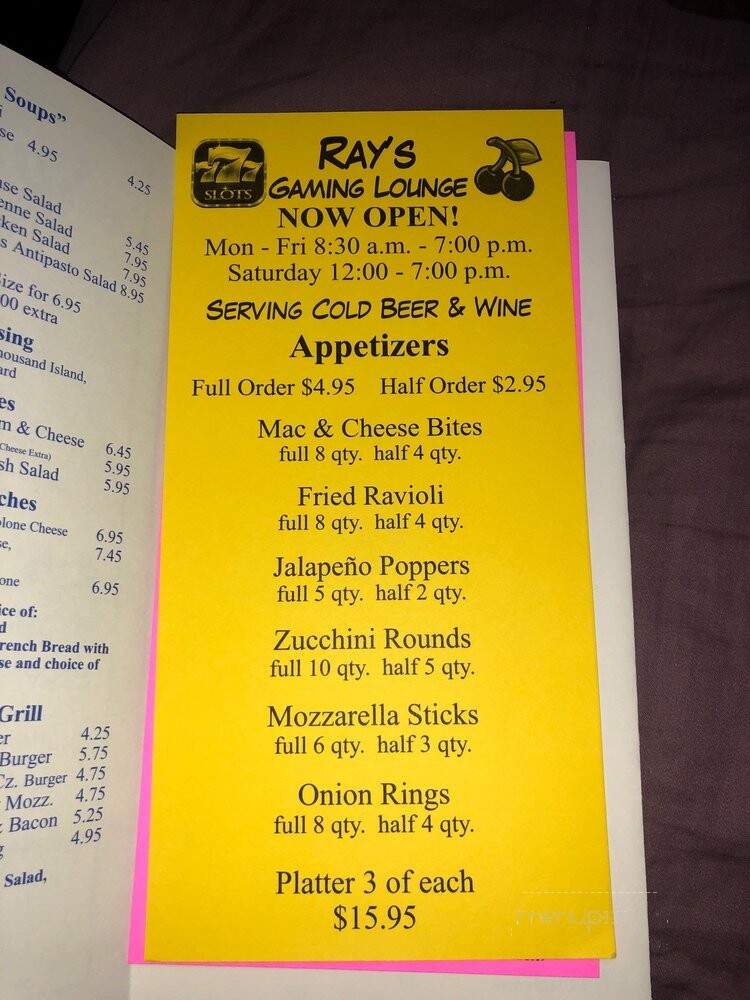 Soups"
4.95
4.25
Salad
Salad
5.45
Salad
7.95
Antipasto Salad 8.95
7.95
for 6.95
00 extra
Island,
& Cheese
6.45
Cheese Extra)
5.95
Salad
5.95
Cheese
6.95
7.45
6.95
of:
French Bread with
and choice of
Grill
4.25
Burger 5.75
Cz. Burger 4.75
Mozz. 4.75
Bacon 5.25
4.95
Salad,
777
SLOTS
RAY'S
GAMING LOUNGE
NOW OPEN!
Mon - Fri 8:30 a.m. - 7:00 p.m.
Saturday 12:00 - 7:00 p.m.
SERVING COLD BEER & WINE
Appetizers
Full Order $4.95 Half Order $2.95
Mac & Cheese Bites
full 8 qty. half 4 qty.
Fried Ravioli
full 8 qty. half 4 qty.
Jalapeño Poppers
full 5 qty. half 2 qty.
Zucchini Rounds
full 10 qty. half 5 qty.
Mozzarella Sticks
full 6 qty. half 3 qty.
Onion Rings
full 8 qty. half 4 qty.
Platter 3 of each
$15.95